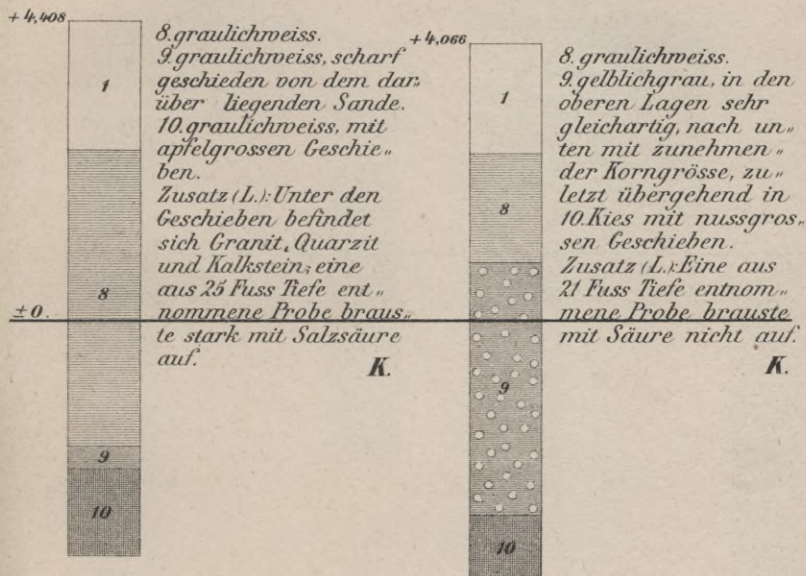 + 4,408
1
8
±0.
9
10
8. graulichweiss.
9. graulichweiss, scharf
geschieden von dem dar„
über liegenden Sande.
10. graulichweiss, mit
apfelgrossen Geschie„
ben.
Zusatz (L.): Unter den
Geschieben befindet
sich Granit, Quarzit
und Kalkstein; eine
aus 25 Fuss Tiefe ent„
nommene Probe braus„
te stark mit Salzsäure
auf.
K.
+ 4,066
1
8
9
10
8. graulichweiss.
9. gelblichgrau, in den
oberen Lagen sehr
gleichartig, nach un„
ten mit zunehmen„
der Korngrösse, zu„
letzt übergehend in
10. Kies mit nussgros„
sen Geschieben.
Zusatz (L.): Eine aus
21 Fuss Tiefe entnom„
mene Probe brauste
mit Säure nicht auf.
K.